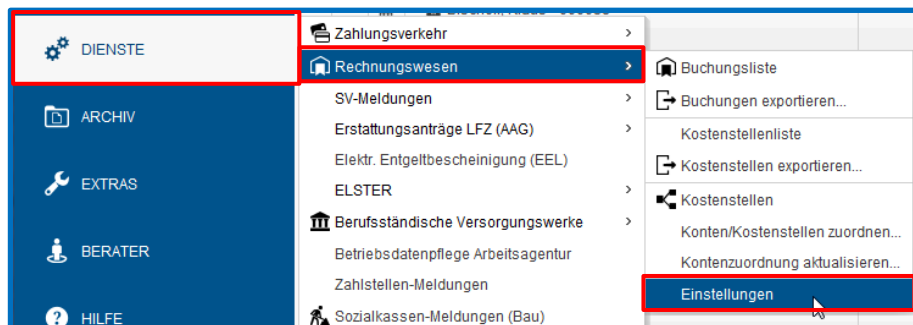 DIENSTE
ARCHIV
EXTRAS
BERATER
HILFE
Zahlungsverkehr
Rechnungswesen
SV-Meldungen
Erstattungsanträge LFZ (AAG)
Elektr. Entgeltbescheinigung (EEL)
ELSTER
Berufsständische Versorgungswerke
Betriebsdatenpflege Arbeitsagentur
Zahlstellen-Meldungen
Sozialkassen-Meldungen (Bau)
Buchungsliste
Buchungen exportieren...
Kostenstellenliste
Kostenstellen exportieren...
Kostenstellen
Konten/Kostenstellen zuordnen...
Kontenzuordnung aktualisieren...
Einstellungen